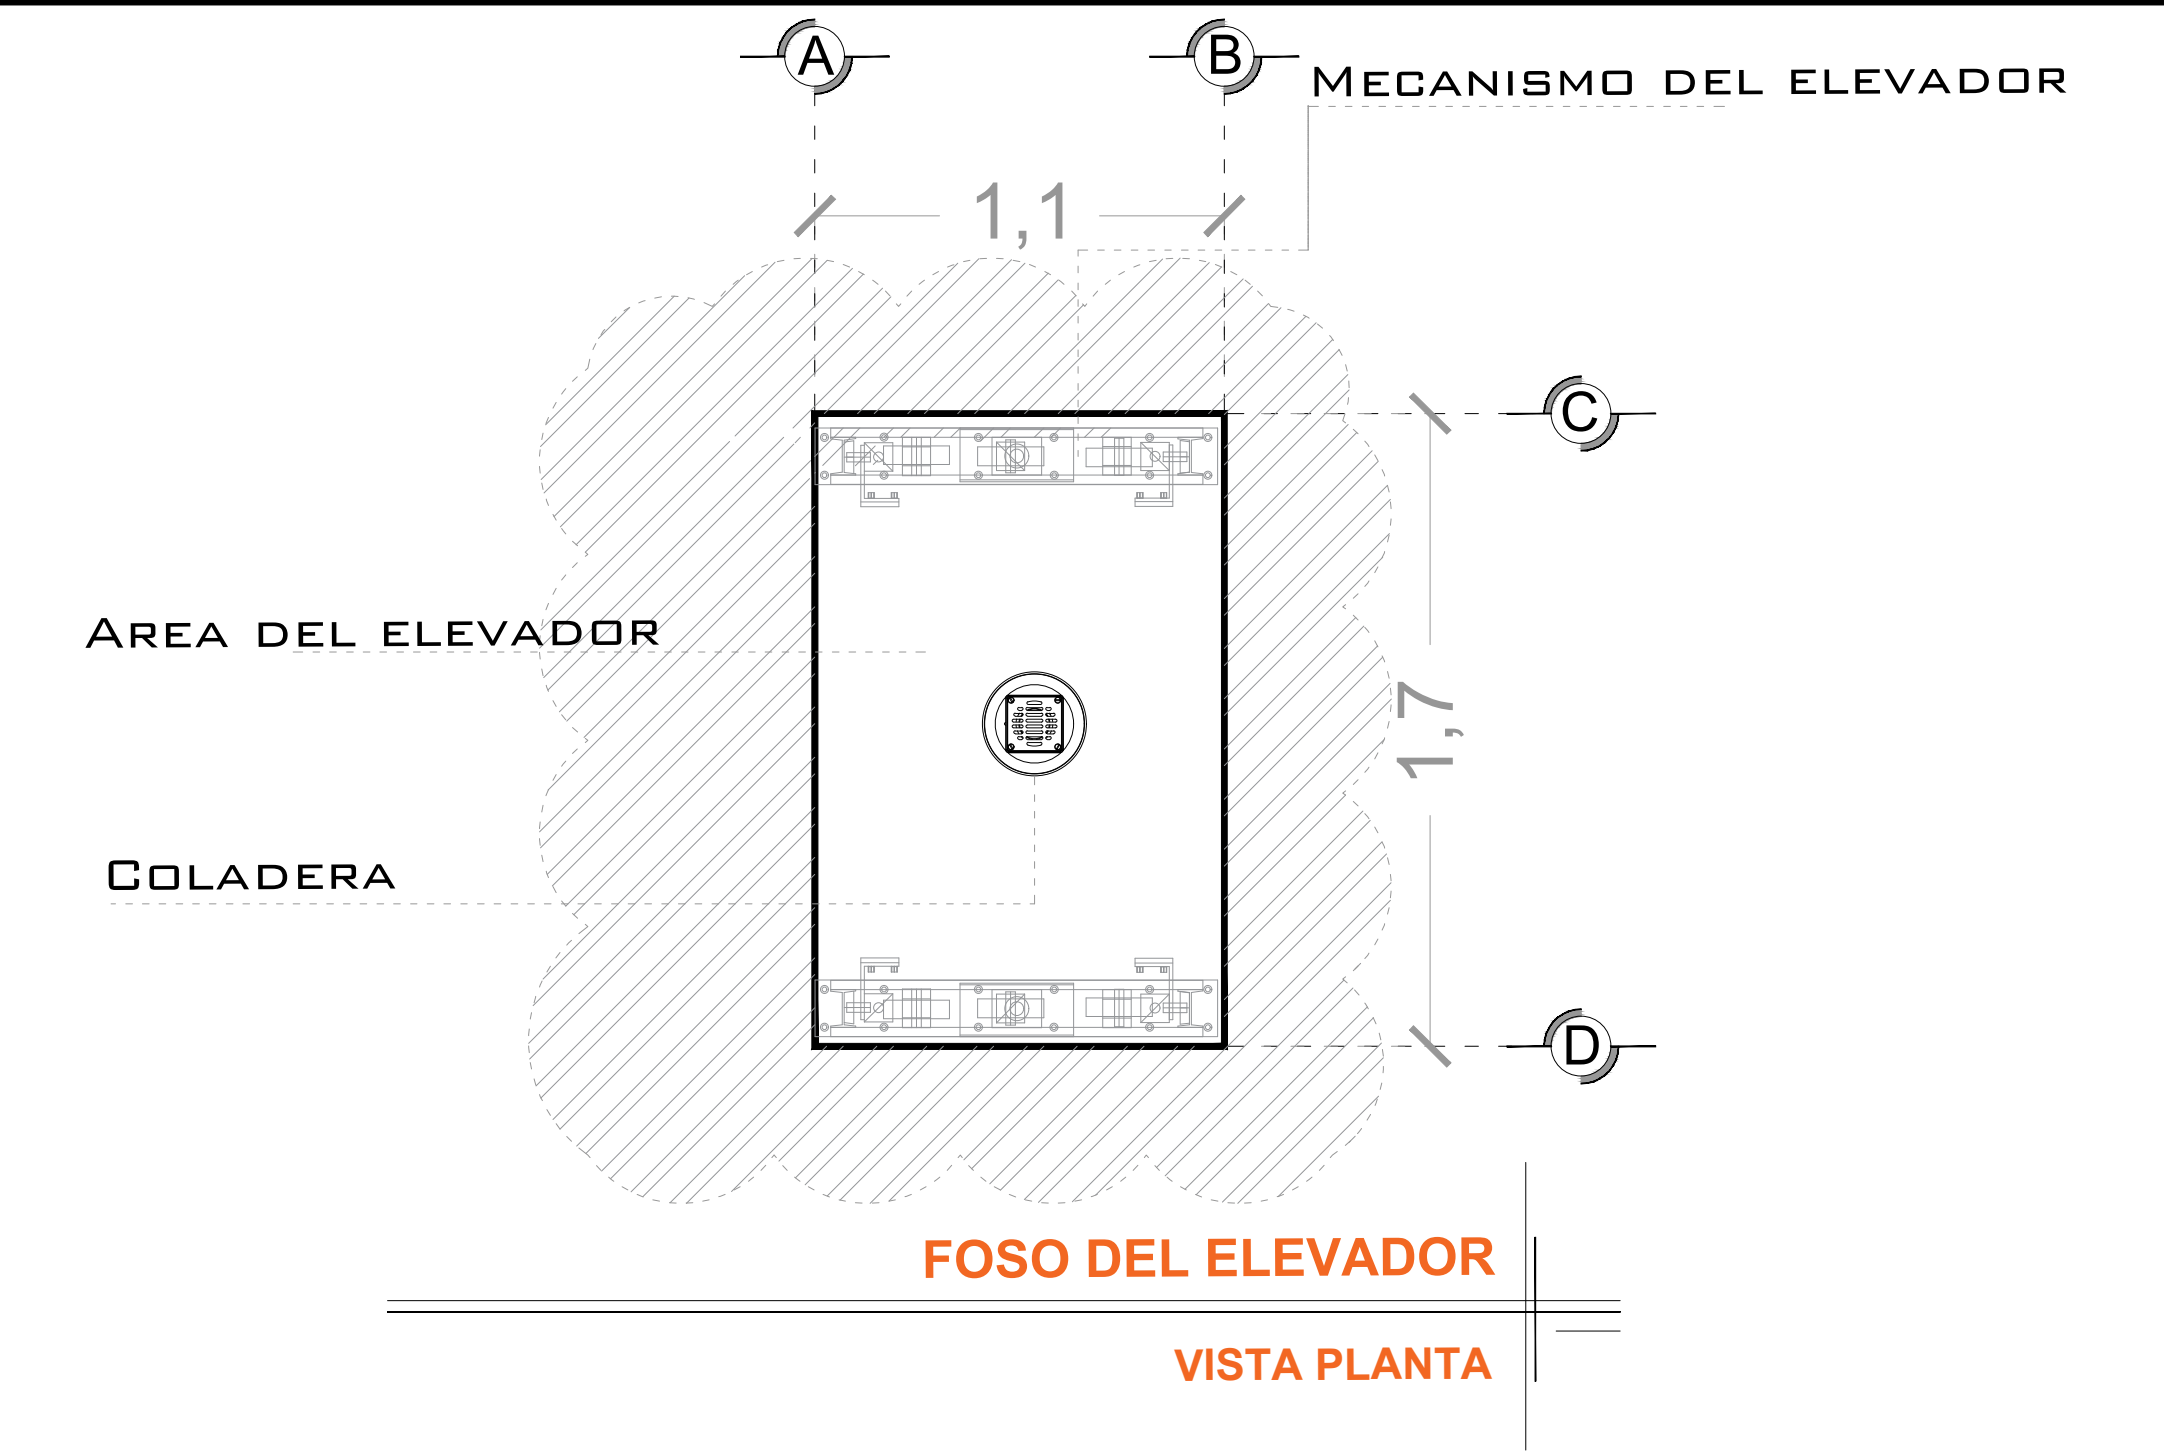 A
B
Mecanismo del elevador
1,1
C
Area del elevador
1,7
Coladera
D
FOSO DEL ELEVADOR
VISTA PLANTA